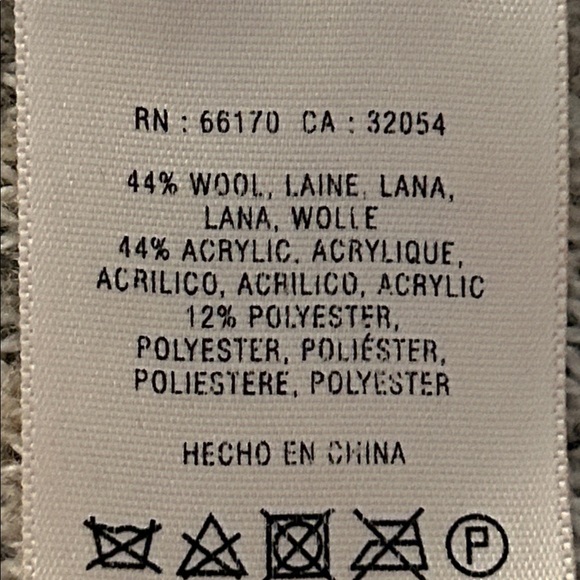 RN : 66170 CA : 32054
44% WOOL, LAINE, LANA,
LANA, WOLLE
44% ACRYLIC, ACRYLIQUE,
ACRILICO, ACRILICO, ACRYLIC
12% POLYESTER,
POLYESTER, POLIÉSTER,
POLIESTERE, POLYESTER
HECHO EN CHINA
P